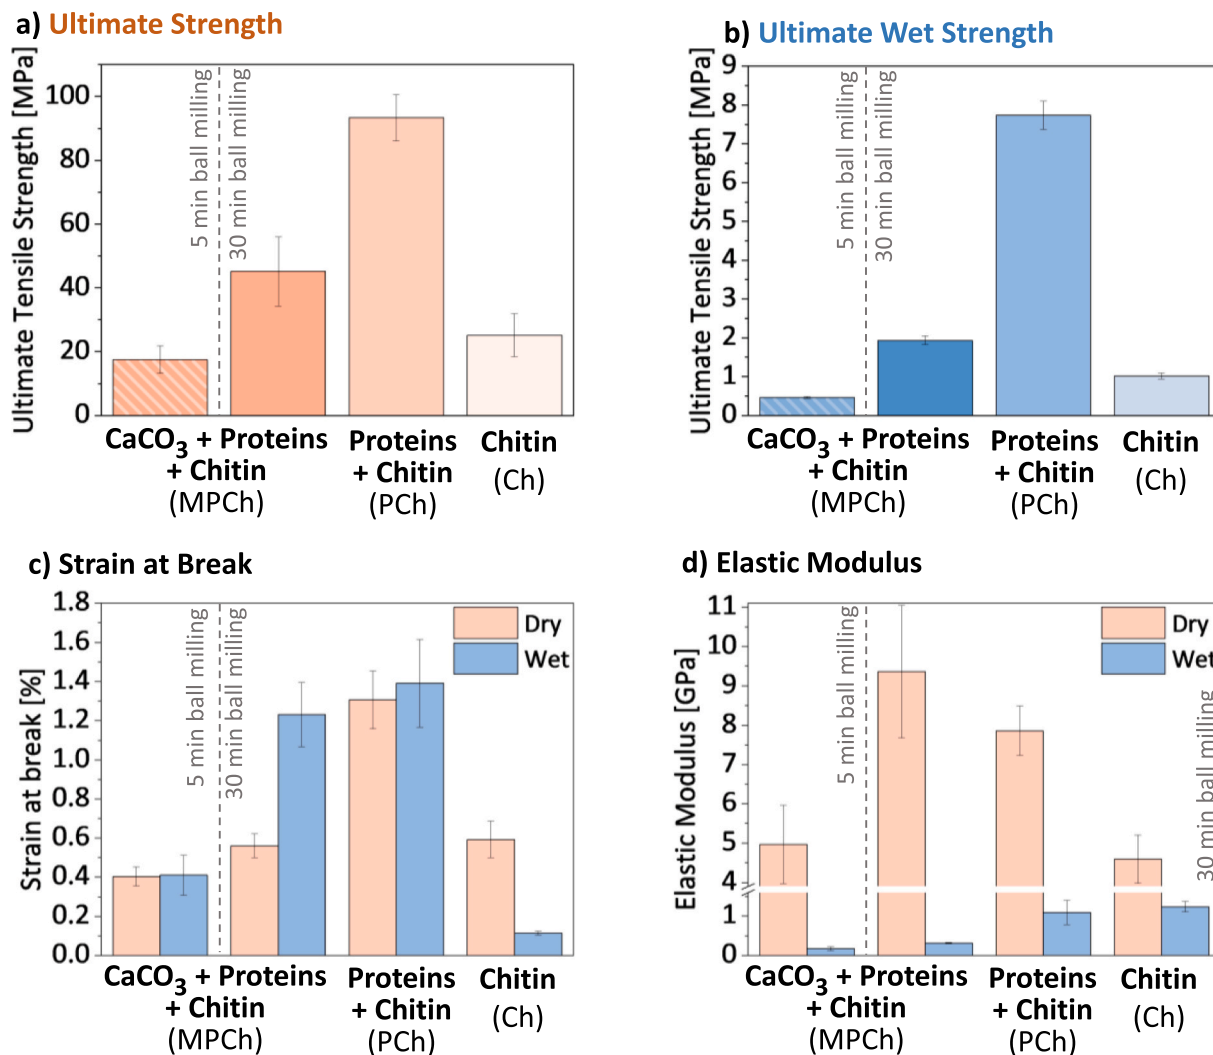 a) Ultimate Strength
Ultimate Tensile Strength [MPa]
100
80
60
40
20
0
5 min ball milling
30 min ball milling
CaCO3 + Proteins
+ Chitin
(MPCh)
Proteins
+ Chitin
(PCh)
Chitin
(Ch)
b) Ultimate Wet Strength
Ultimate Tensile Strength [MPa]
9
8
7
6
5
4
3
2
1
0
5 min ball milling
30 min ball milling
CaCO3 + Proteins
+ Chitin
(MPCh)
Proteins
+ Chitin
(PCh)
Chitin
(Ch)
c) Strain at Break
Strain at break [%]
1.8
1.6
1.4
1.2
1.0
0.8
0.6
0.4
0.2
0.0
5 min ball milling
30 min ball milling
Dry
Wet
CaCO3 + Proteins
+ Chitin
(MPCh)
Proteins
+ Chitin
(PCh)
Chitin
(Ch)
d) Elastic Modulus
Elastic Modulus [GPa]
11
10
9
8
7
6
5
4
1
0
5 min ball milling
Dry
Wet
30 min ball milling
CaCO3 + Proteins
+ Chitin
(MPCh)
Proteins
+ Chitin
(PCh)
Chitin
(Ch)